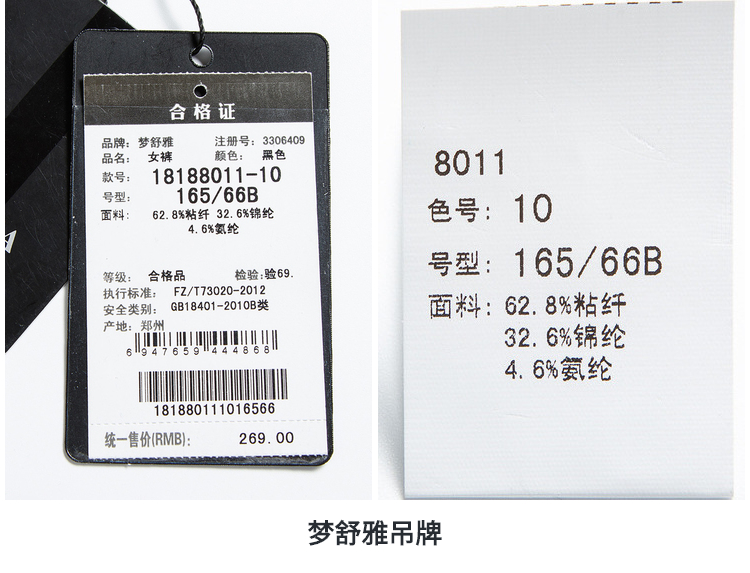 合格证
品牌: 梦舒雅 注册号: 3306409
品名: 女裤 颜色: 黑色
款号: 18188011-10
号型: 165/66B
面料: 62.8%粘纤 32.6%锦纶
4.6%氨纶
等级: 合格品 检验:验69.
执行标准: FZ/T73020-2012
安全类别: GB18401-2010B类
产地: 郑州
6 947659 444868
181880111016566
统一售价(RMB): 269.00
A
8011
色号: 10
号型: 165/66B
面料: 62.8%粘纤
32.6%锦纶
4.6%氨纶
梦舒雅吊牌